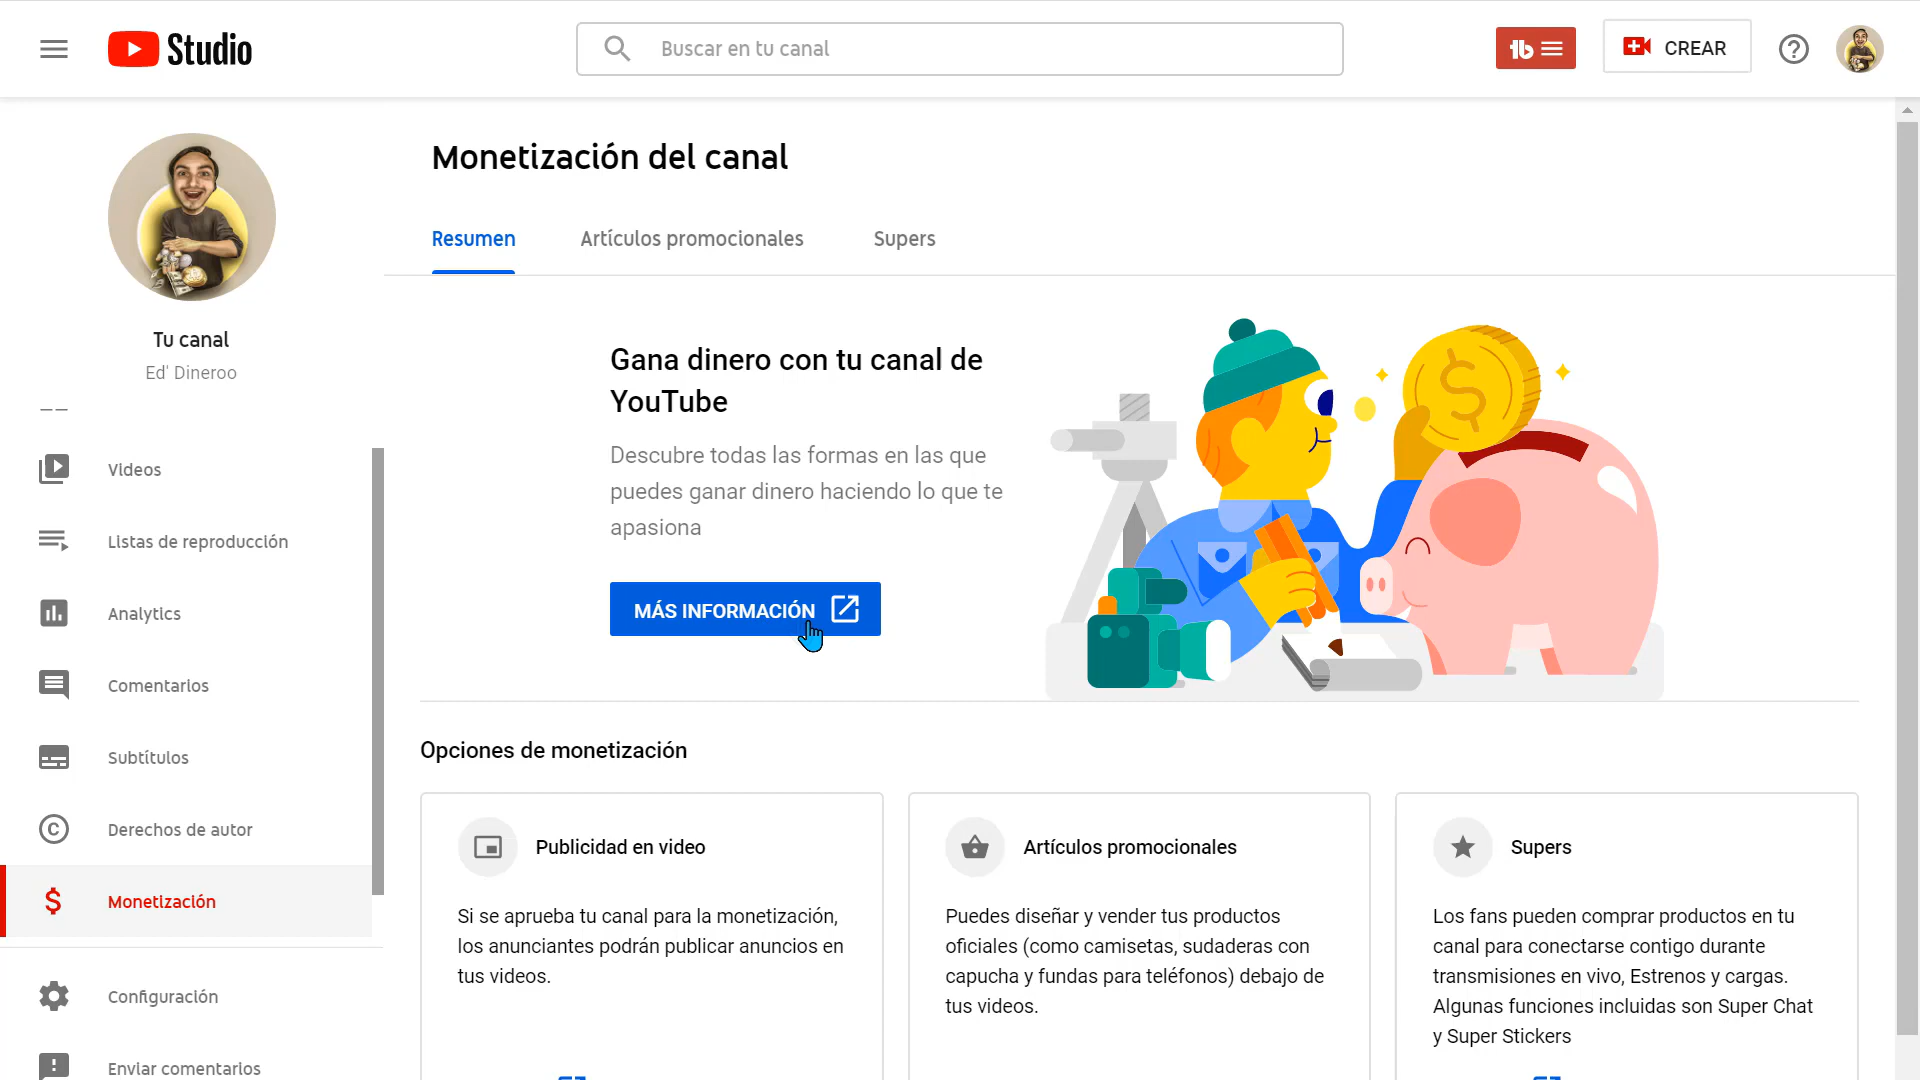 Studio
Buscar en tu canal
CREAR
Tu canal
Ed' Dineroo
Videos
Listas de reproducción
Analytics
Comentarios
Subtítulos
Derechos de autor
Monetización
Configuración
Enviar comentarios
Monetización del canal
Resumen
Artículos promocionales
Supers
Gana dinero con tu canal de
YouTube
Descubre todas las formas en las que
puedes ganar dinero haciendo lo que te
apasiona
MÁS INFORMACIÓN
Opciones de monetización
Publicidad en video
Si se aprueba tu canal para la monetización,
los anunciantes podrán publicar anuncios en
tus videos.
Artículos promocionales
Puedes diseñar y vender tus productos
oficiales (como camisetas, sudaderas con
capucha y fundas para teléfonos) debajo de
tus videos.
Supers
Los fans pueden comprar productos en tu
canal para conectarse contigo durante
transmisiones en vivo, Estrenos y cargas.
Algunas funciones incluidas son Super Chat
y Super Stickers